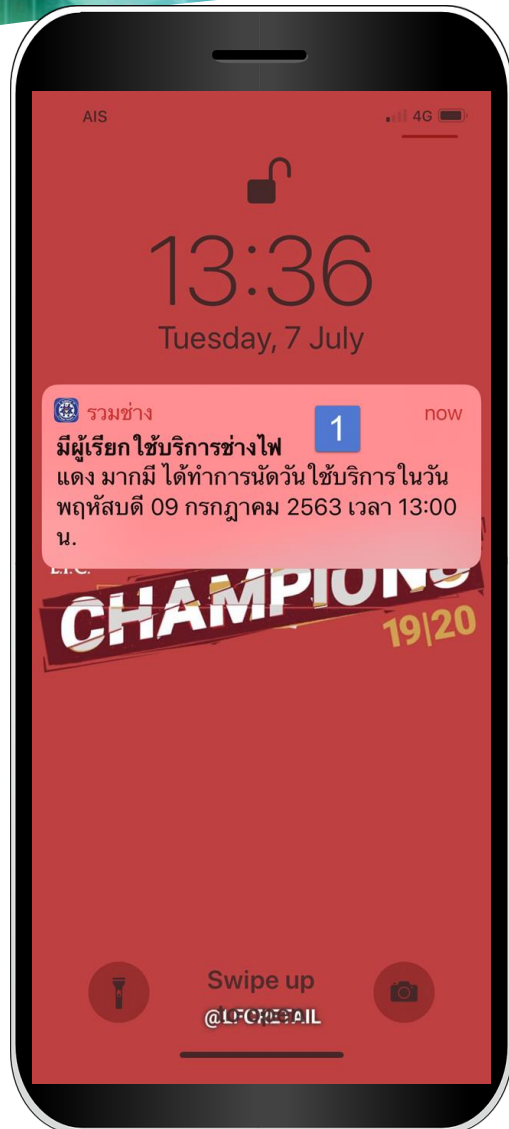 AIS 4G
13:36
Tuesday, 7 July
รวมช่าง 1 now
มีผู้เรียกใช้บริการช่างไฟ
แดง มากมี ได้ทำการนัดวันใช้บริการในวัน
พฤหัสบดี 09 กรกฎาคม 2563 เวลา 13:00
น.
L.F.C.
CHAMPIONS
19|20
Swipe up
@LFCRETAIL